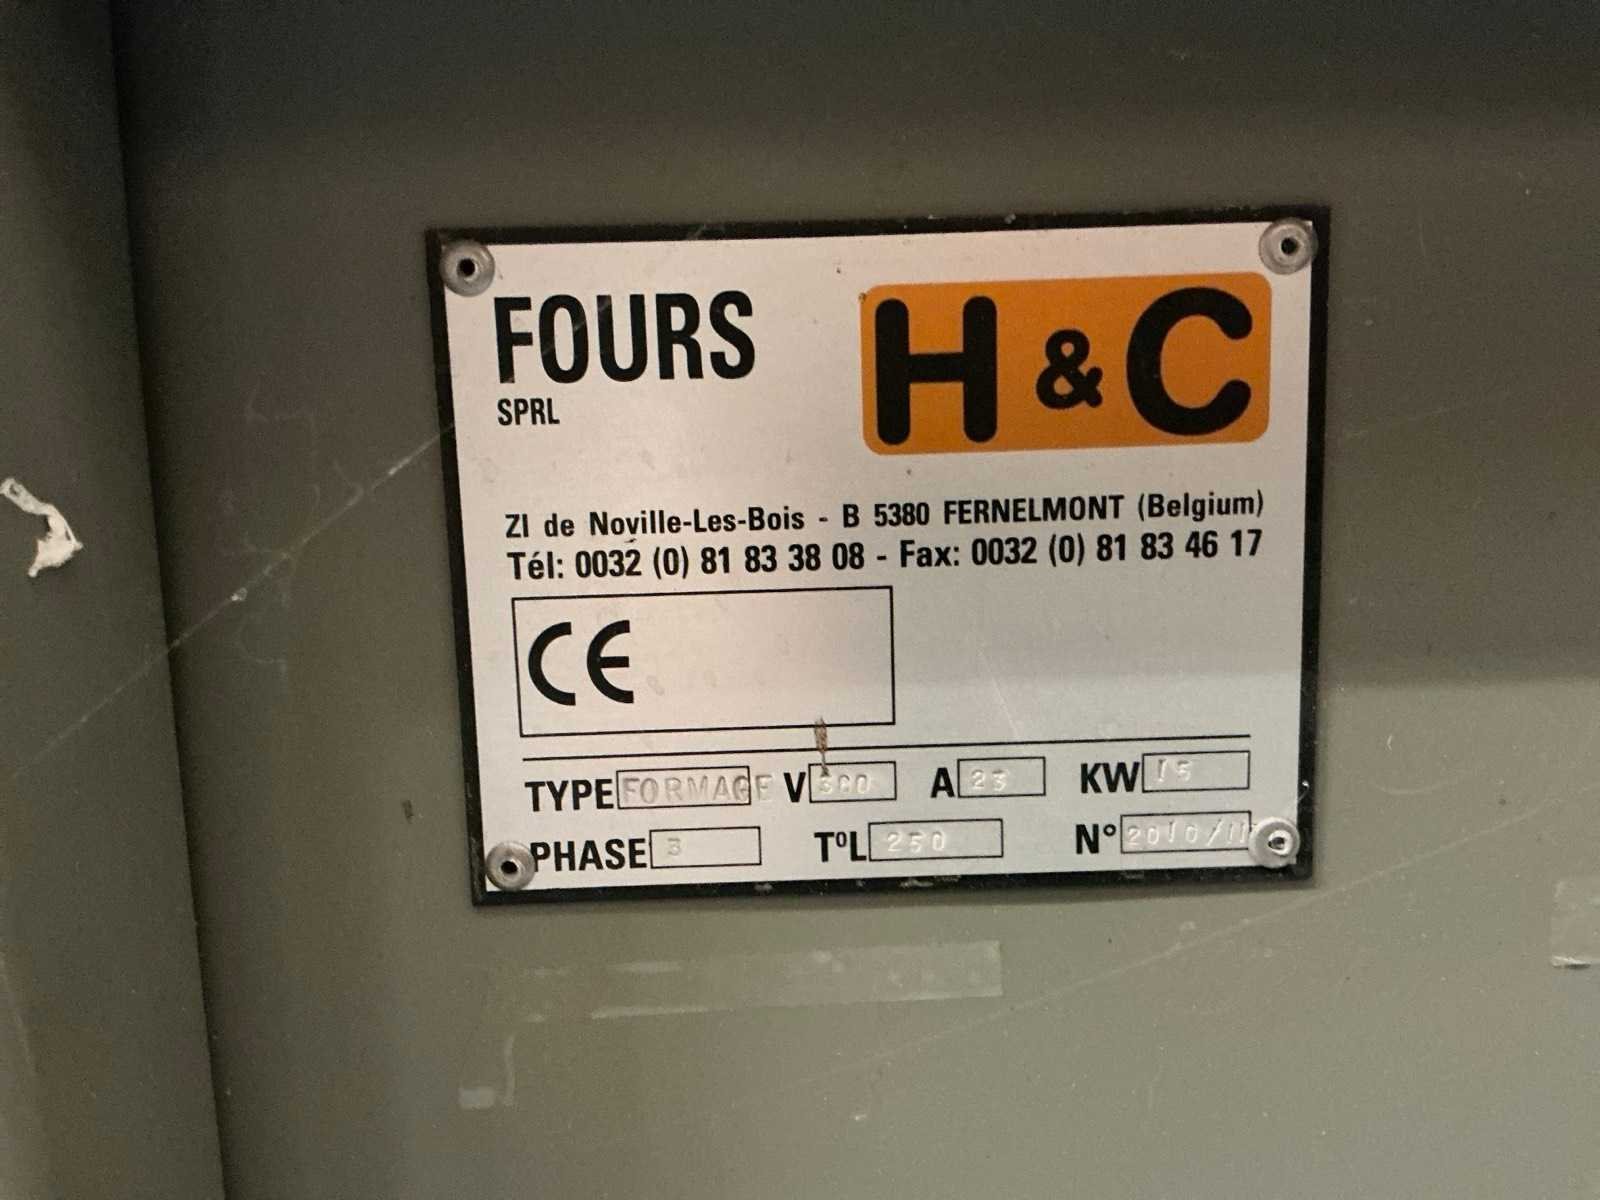 FOURS
SPRL
H & C
ZI de Noville-Les-Bois - B 5380 FERNELMONT (Belgium)
Tél: 0032 (0) 81 83 38 08 - Fax: 0032 (0) 81 83 46 17
CE
TYPE FORMAGE V A 23 KW 15
PHASE 3 T°L 250 N°